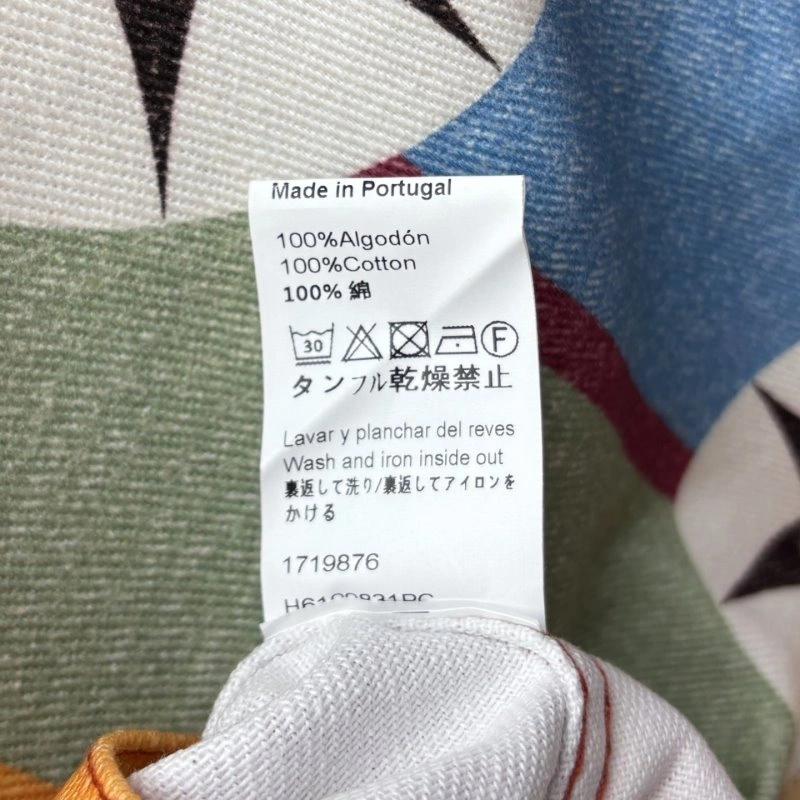 Made in Portugal
100%Algodón
100%Cotton
100% 綿
30
F
タンブル乾燥禁止
Lavar y planchar del reves
Wash and iron inside out
裏返して洗り/裏返してアイロンを
かける
1719876